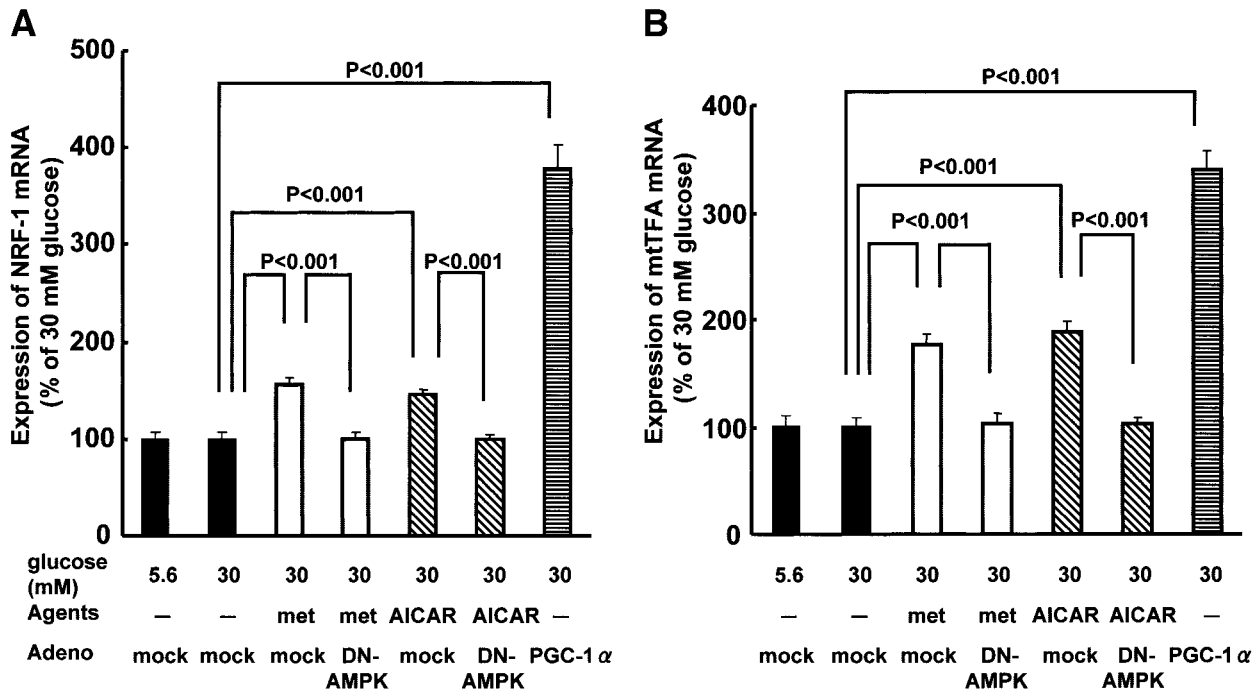 A
Expression of NRF-1 mRNA
(% of 30 mM glucose)
500
400
300
200
100
0
P<0.001
P<0.001
P<0.001
P<0.001
glucose
(mM)
5.6 30 30 30 30 30 30
Agents
– – met met AICAR AICAR –
Adeno
mock mock mock DN-AMPK mock DN-AMPK PGC-1 α
B
Expression of mtTFA mRNA
(% of 30 mM glucose)
400
300
200
100
0
P<0.001
P<0.001
P<0.001
P<0.001
5.6 30 30 30 30 30 30
– – met met AICAR AICAR –
mock mock mock DN-AMPK mock DN-AMPK PGC-1 α